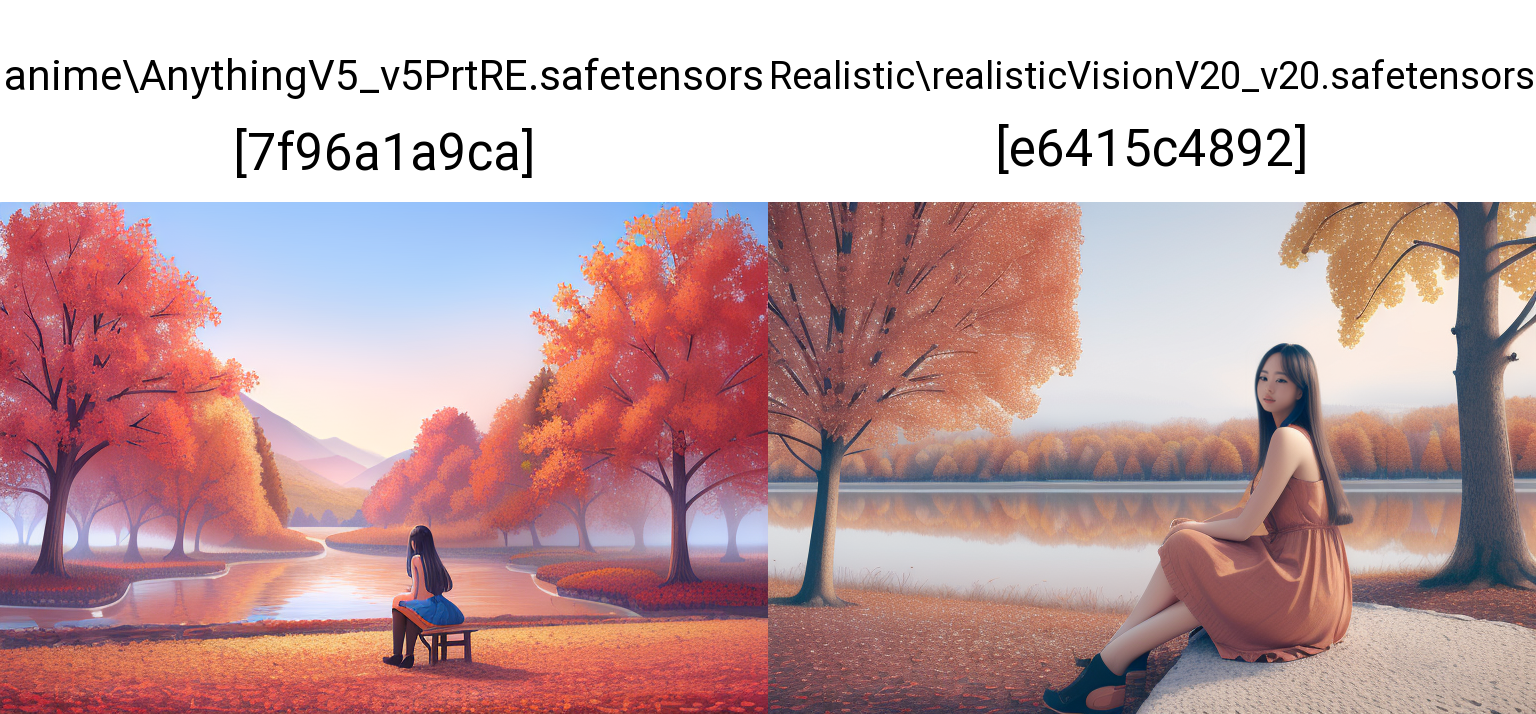 anime\AnythingV5_v5PrtRE.safetensors
[7f96a1a9ca]
Realistic\realisticVisionV20_v20.safetensors
[e6415c4892]